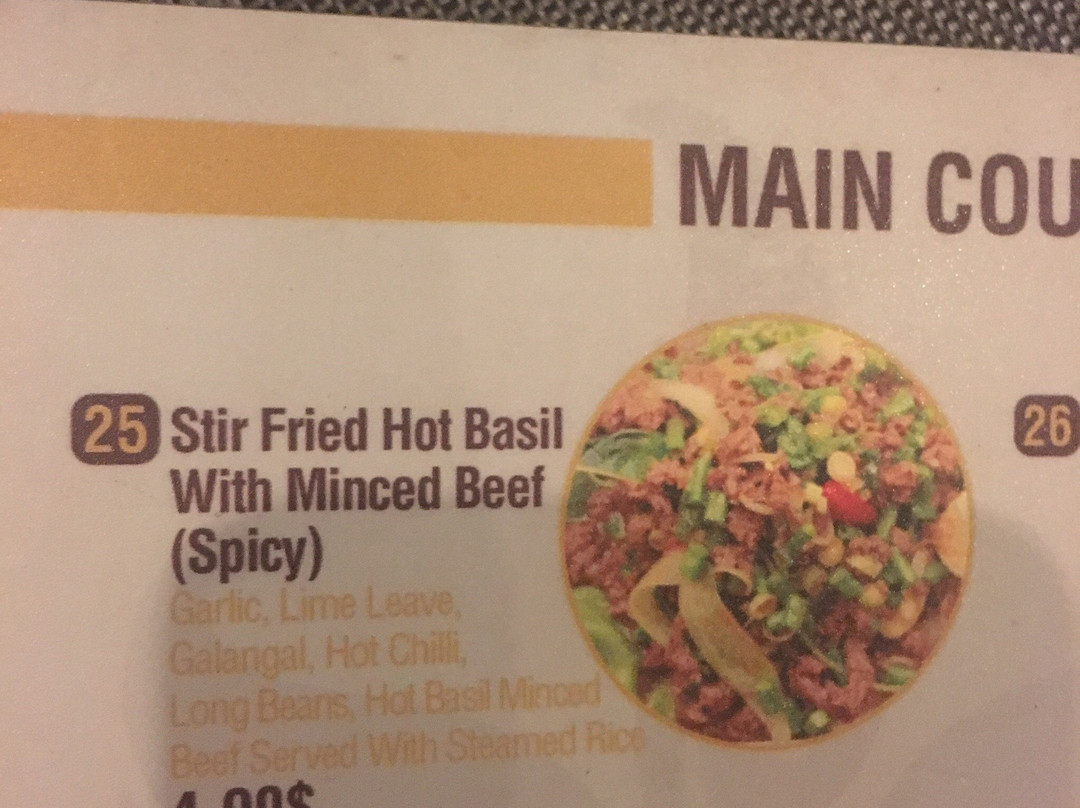 MAIN COU
25 Stir Fried Hot Basil
With Minced Beef
(Spicy)
Garlic, Lime Leave,
Galangal, Hot Chilli,
Long Beans, Hot Basil Minced
Beef Served With Steamed Rice
26